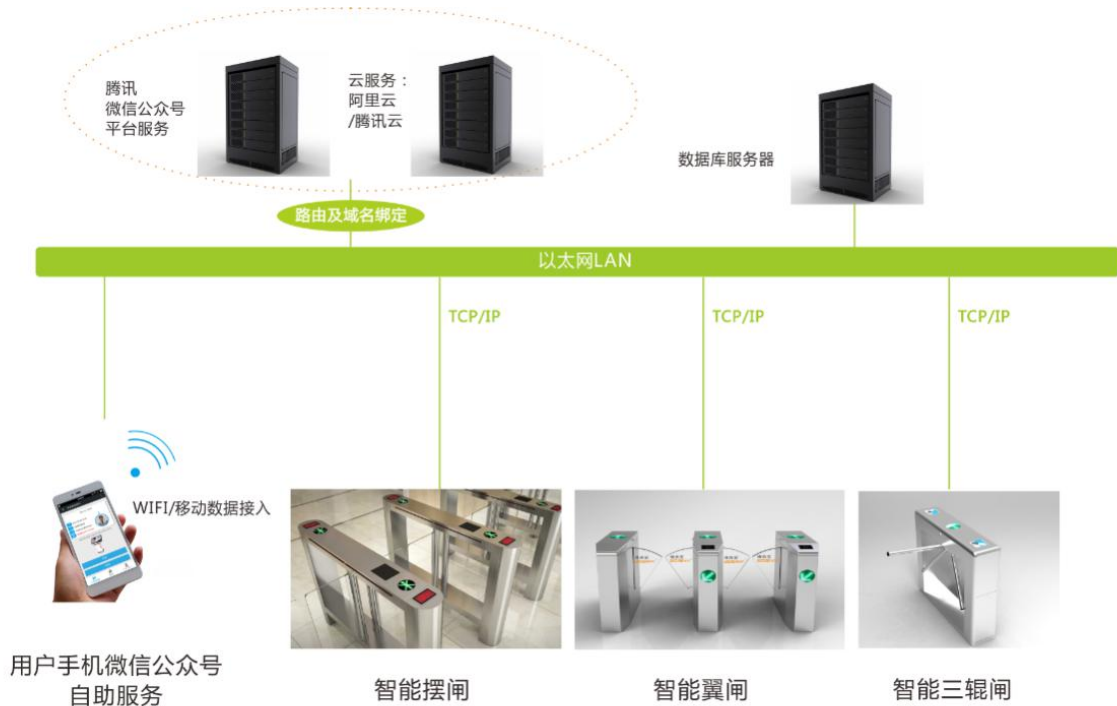 腾讯
微信公众号
平台服务
云服务：
阿里云
/腾讯云
数据库服务器
路由及域名绑定
以太网LAN
TCP/IP
TCP/IP
TCP/IP
WIFI/移动数据接入
用户手机微信公众号
自助服务
智能摆闸
智能翼闸
智能三辊闸